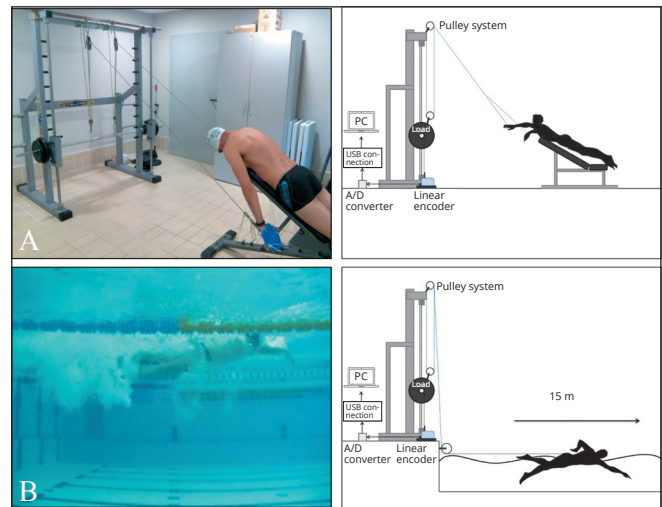 Pulley system
PC
Load
USB con-
nection
A/D
converter
Linear
encoder
A
Pulley system
PC
Load
15 m
USB con-
nection
A/D
converter
Linear
encoder
B